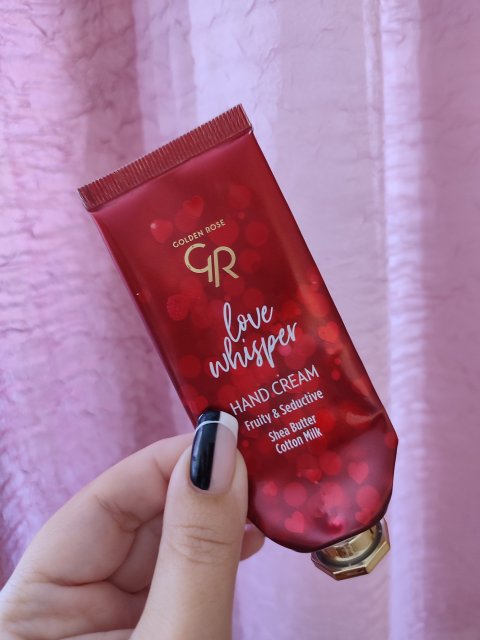 GOLDEN ROSE
GR
love
whisper
HAND CREAM
Fruity & Seductive
Shea Butter
Cotton Milk